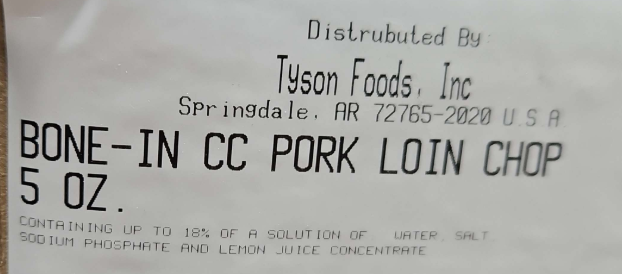 Distrubuted By
Tyson Foods, Inc
Springdale, AR 72765-2020 U.S.A
BONE-IN CC PORK LOIN CHOP
5 OZ.
CONTAINING UP TO 18% OF A SOLUTION OF WATER, SALT
SODIUM PHOSPHATE AND LEMON JUICE CONCENTRATE